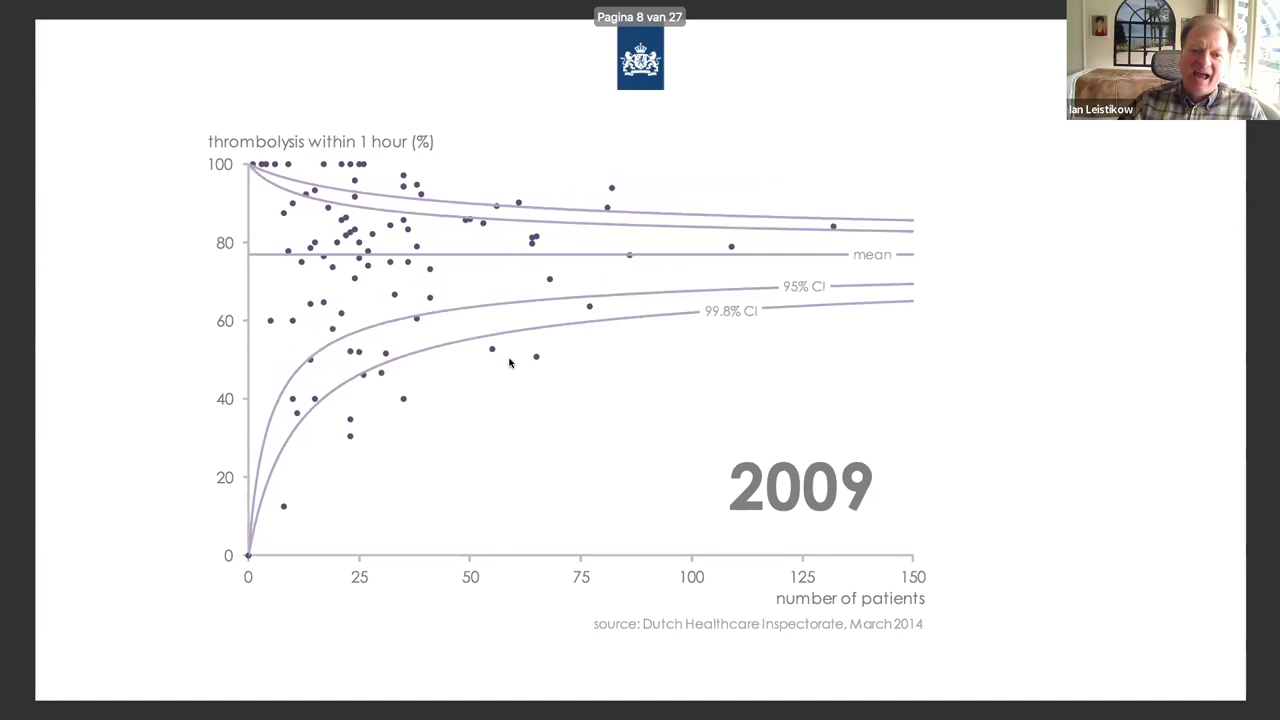 Pagina 8 van 27
Ian Leistikow
thrombolysis within 1 hour (%)
100
80
mean
95% CI
99.8% CI
60
40
20
2009
0
0 25 50 75 100 125 150
number of patients
source: Dutch Healthcare Inspectorate, March 2014